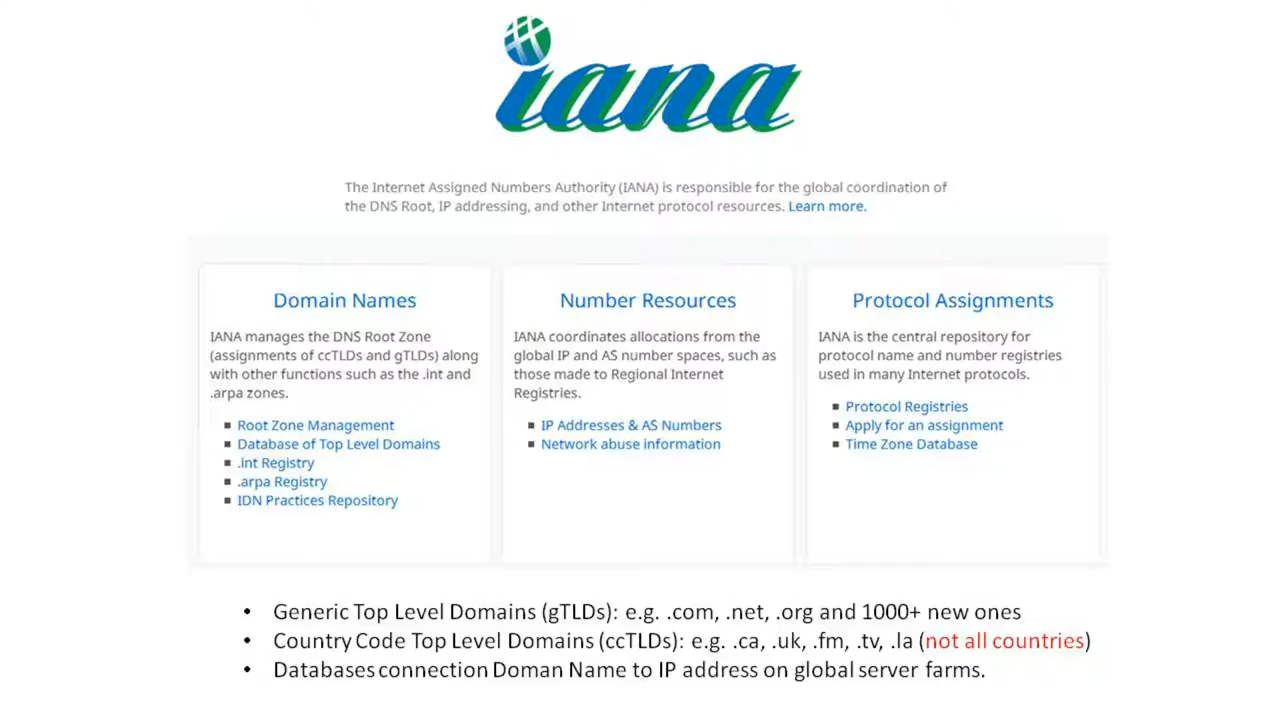 iana
The Internet Assigned Numbers Authority (IANA) is responsible for the global coordination of
the DNS Root, IP addressing, and other Internet protocol resources. Learn more.
Domain Names
IANA manages the DNS Root Zone
(assignments of ccTLDs and gTLDs) along
with other functions such as the .int and
.arpa zones.
Root Zone Management
Database of Top Level Domains
.int Registry
.arpa Registry
IDN Practices Repository
Number Resources
IANA coordinates allocations from the
global IP and AS number spaces, such as
those made to Regional Internet
Registries.
IP Addresses & AS Numbers
Network abuse information
Protocol Assignments
IANA is the central repository for
protocol name and number registries
used in many Internet protocols.
Protocol Registries
Apply for an assignment
Time Zone Database
• Generic Top Level Domains (gTLDs): e.g. .com, .net, .org and 1000+ new ones
• Country Code Top Level Domains (ccTLDs): e.g. .ca, .uk, .fm, .tv, .la (not all countries)
• Databases connection Doman Name to IP address on global server farms.